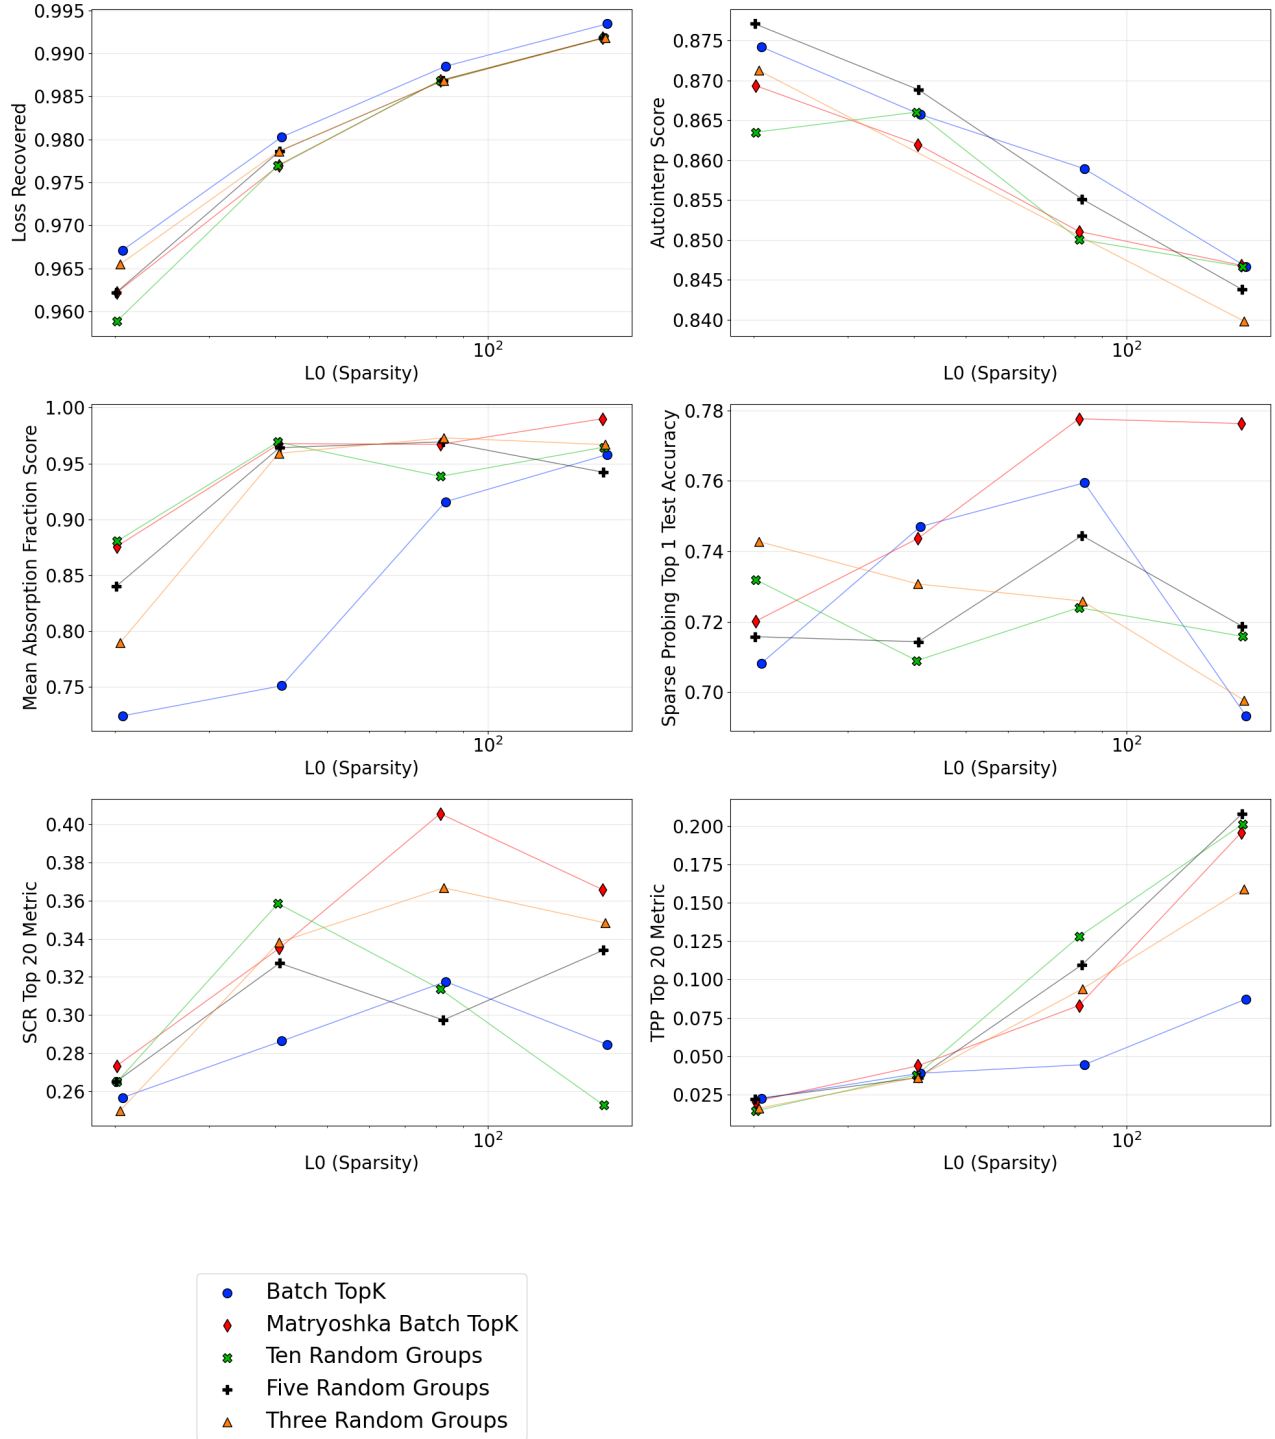 0.995
0.990
0.985
0.980
0.975
0.970
0.965
0.960
Loss Recovered
10²
L0 (Sparsity)
0.875
0.870
0.865
0.860
0.855
0.850
0.845
0.840
Autointerp Score
10²
L0 (Sparsity)
1.00
0.95
0.90
0.85
0.80
0.75
Mean Absorption Fraction Score
10²
L0 (Sparsity)
0.78
0.76
0.74
0.72
0.70
Sparse Probing Top 1 Test Accuracy
10²
L0 (Sparsity)
0.40
0.38
0.36
0.34
0.32
0.30
0.28
0.26
SCR Top 20 Metric
10²
L0 (Sparsity)
0.200
0.175
0.150
0.125
0.100
0.075
0.050
0.025
TPP Top 20 Metric
10²
L0 (Sparsity)
Batch TopK
Matryoshka Batch TopK
Ten Random Groups
Five Random Groups
Three Random Groups